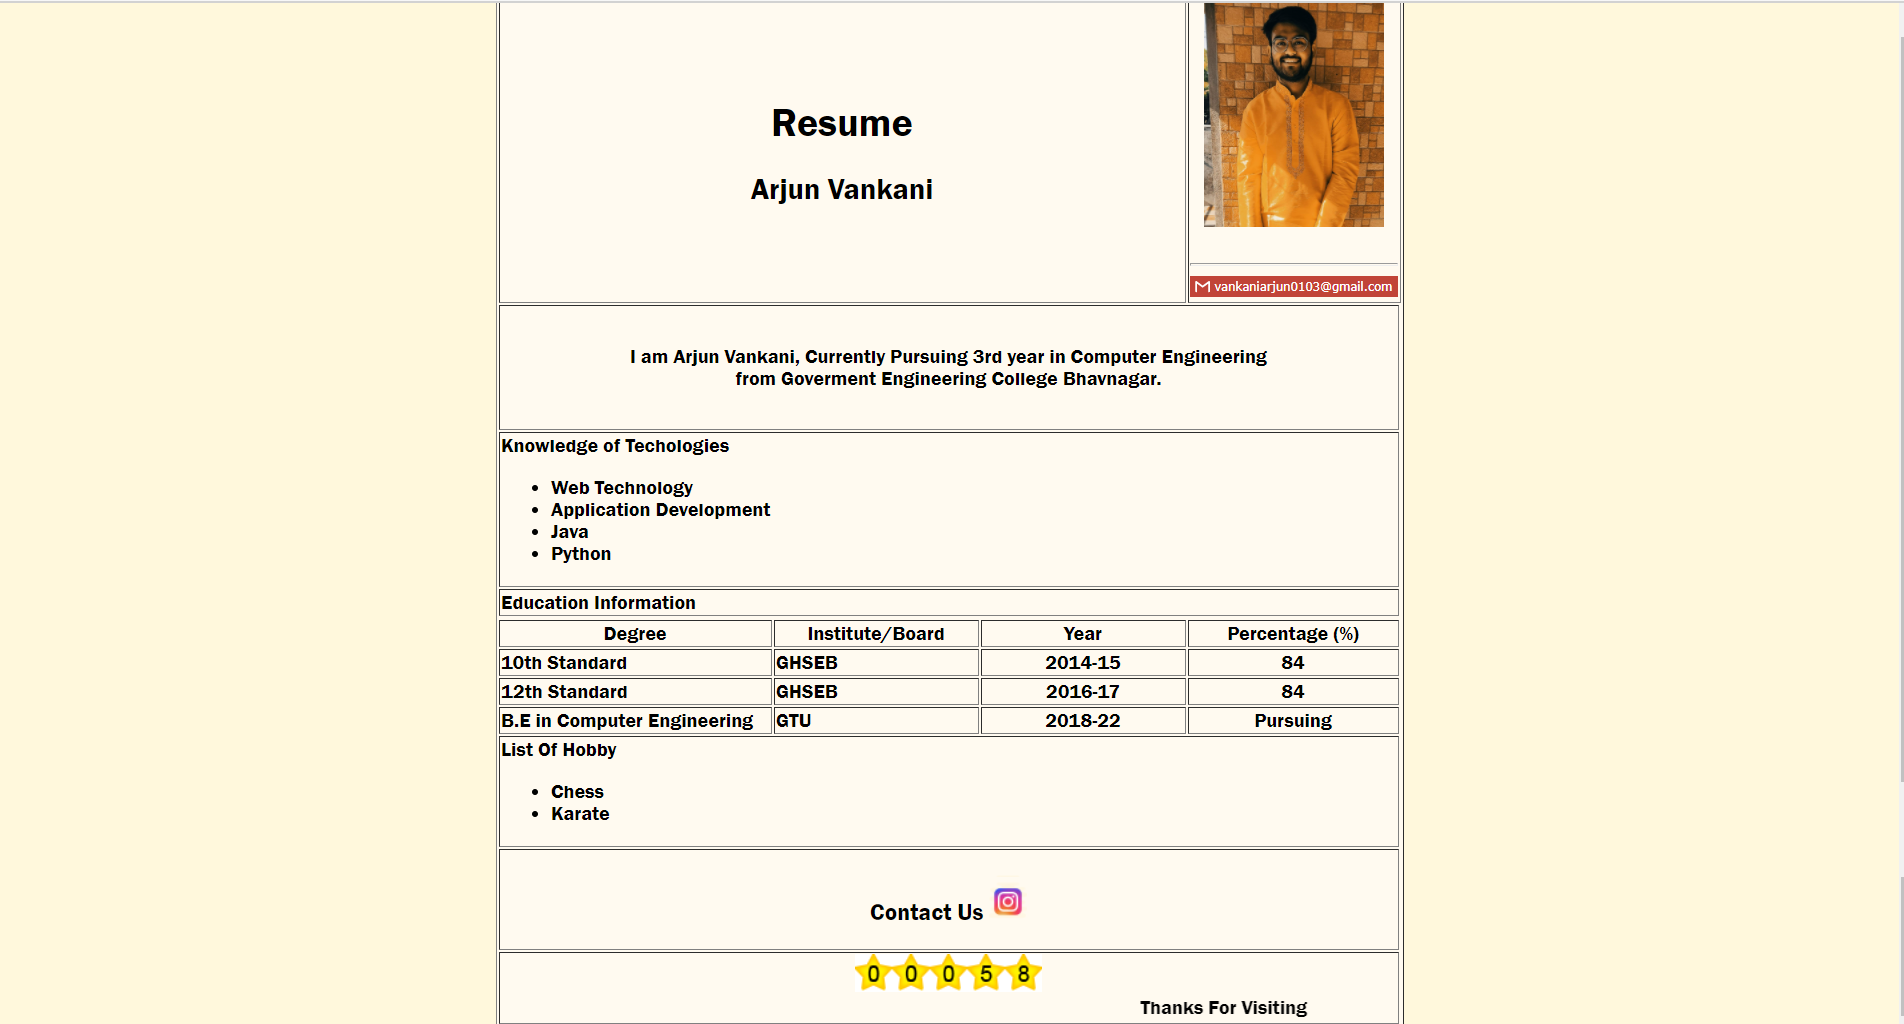 Resume
Arjun Vankani
vankaniarjun0103@gmail.com
I am Arjun Vankani, Currently Pursuing 3rd year in Computer Engineering
from Goverment Engineering College Bhavnagar.
Knowledge of Techologies
• Web Technology
• Application Development
• Java
• Python
Education Information
Degree Institute/Board Year Percentage (%)
10th Standard GHSEB 2014-15 84
12th Standard GHSEB 2016-17 84
B.E in Computer Engineering GTU 2018-22 Pursuing
List Of Hobby
• Chess
• Karate
Contact Us
0 0 0 5 8
Thanks For Visiting